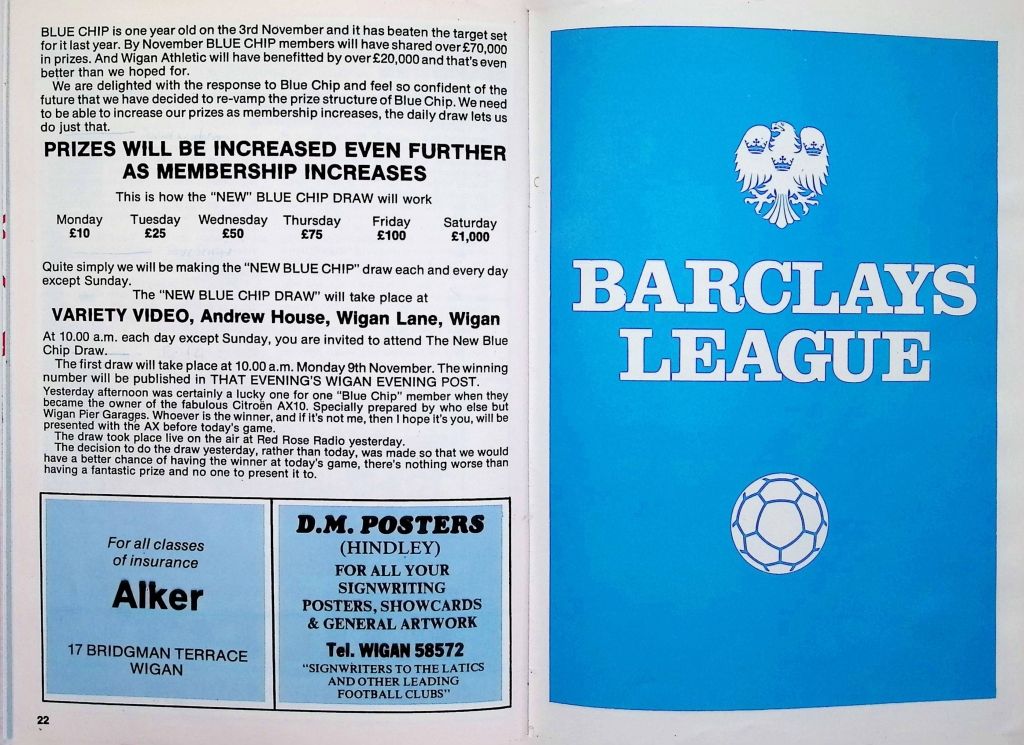 BLUE CHIP is one year old on the 3rd November and it has beaten the target set
for it last year. By November BLUE CHIP members will have shared over £70,000
in prizes. And Wigan Athletic will have benefitted by over £20,000 and that's even
better than we hoped for.
We are delighted with the response to Blue Chip and feel so confident of the
future that we have decided to re-vamp the prize structure of Blue Chip. We need
to be able to increase our prizes as membership increases, the daily draw lets us
do just that.
PRIZES WILL BE INCREASED EVEN FURTHER
AS MEMBERSHIP INCREASES
This is how the "NEW" BLUE CHIP DRAW will work
Monday Tuesday Wednesday Thursday Friday Saturday
£10 £25 £50 £75 £100 £1,000
Quite simply we will be making the "NEW BLUE CHIP" draw each and every day
except Sunday.
The "NEW BLUE CHIP DRAW" will take place at
VARIETY VIDEO, Andrew House, Wigan Lane, Wigan
At 10.00 a.m. each day except Sunday, you are invited to attend The New Blue
Chip Draw.
The first draw will take place at 10.00 a.m. Monday 9th November. The winning
number will be published in THAT EVENING'S WIGAN EVENING POST.
Yesterday afternoon was certainly a lucky one for one "Blue Chip" member when they
became the owner of the fabulous Citroën AX10. Specially prepared by who else but
Wigan Pier Garages. Whoever is the winner, and if it's not me, then I hope it's you, will be
presented with the AX before today's game.
The draw took place live on the air at Red Rose Radio yesterday.
The decision to do the draw yesterday, rather than today, was made so that we would
have a better chance of having the winner at today's game, there's nothing worse than
having a fantastic prize and no one to present it to.
For all classes
of insurance
Alker
17 BRIDGMAN TERRACE
WIGAN
D.M. POSTERS
(HINDLEY)
FOR ALL YOUR
SIGNWRITING
POSTERS, SHOWCARDS
& GENERAL ARTWORK
Tel. WIGAN 58572
"SIGNWRITERS TO THE LATICS
AND OTHER LEADING
FOOTBALL CLUBS"
22
BARCLAYS
LEAGUE